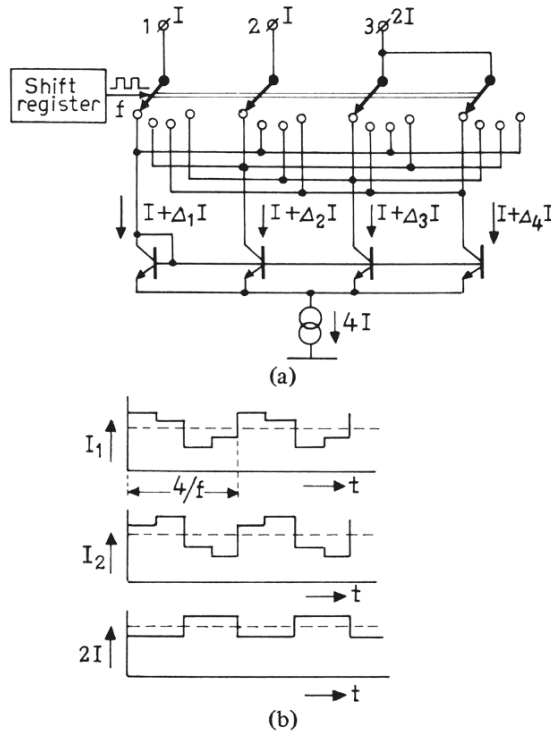 1 I
2 I
3 2I
Shift
register
f
I+Δ₁I
I+Δ₂I
I+Δ₃I
I+Δ₄I
4I
(a)
I₁
4/f
t
I₂
t
2I
t
(b)